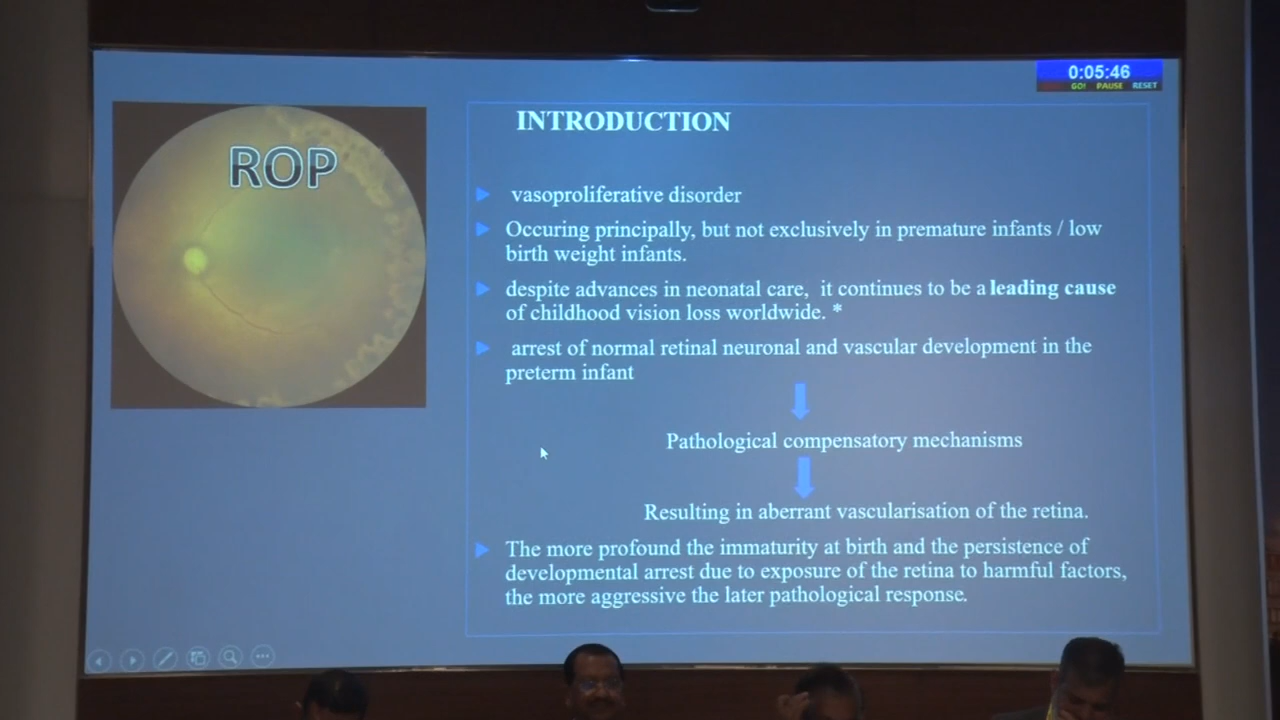 0:05:46
GO! PAUSE RESET
ROP
INTRODUCTION
vasoproliferative disorder
Occuring principally, but not exclusively in premature infants / low
birth weight infants.
despite advances in neonatal care, it continues to be a leading cause
of childhood vision loss worldwide. *
arrest of normal retinal neuronal and vascular development in the
preterm infant
Pathological compensatory mechanisms
Resulting in aberrant vascularisation of the retina.
The more profound the immaturity at birth and the persistence of
developmental arrest due to exposure of the retina to harmful factors,
the more aggressive the later pathological response.